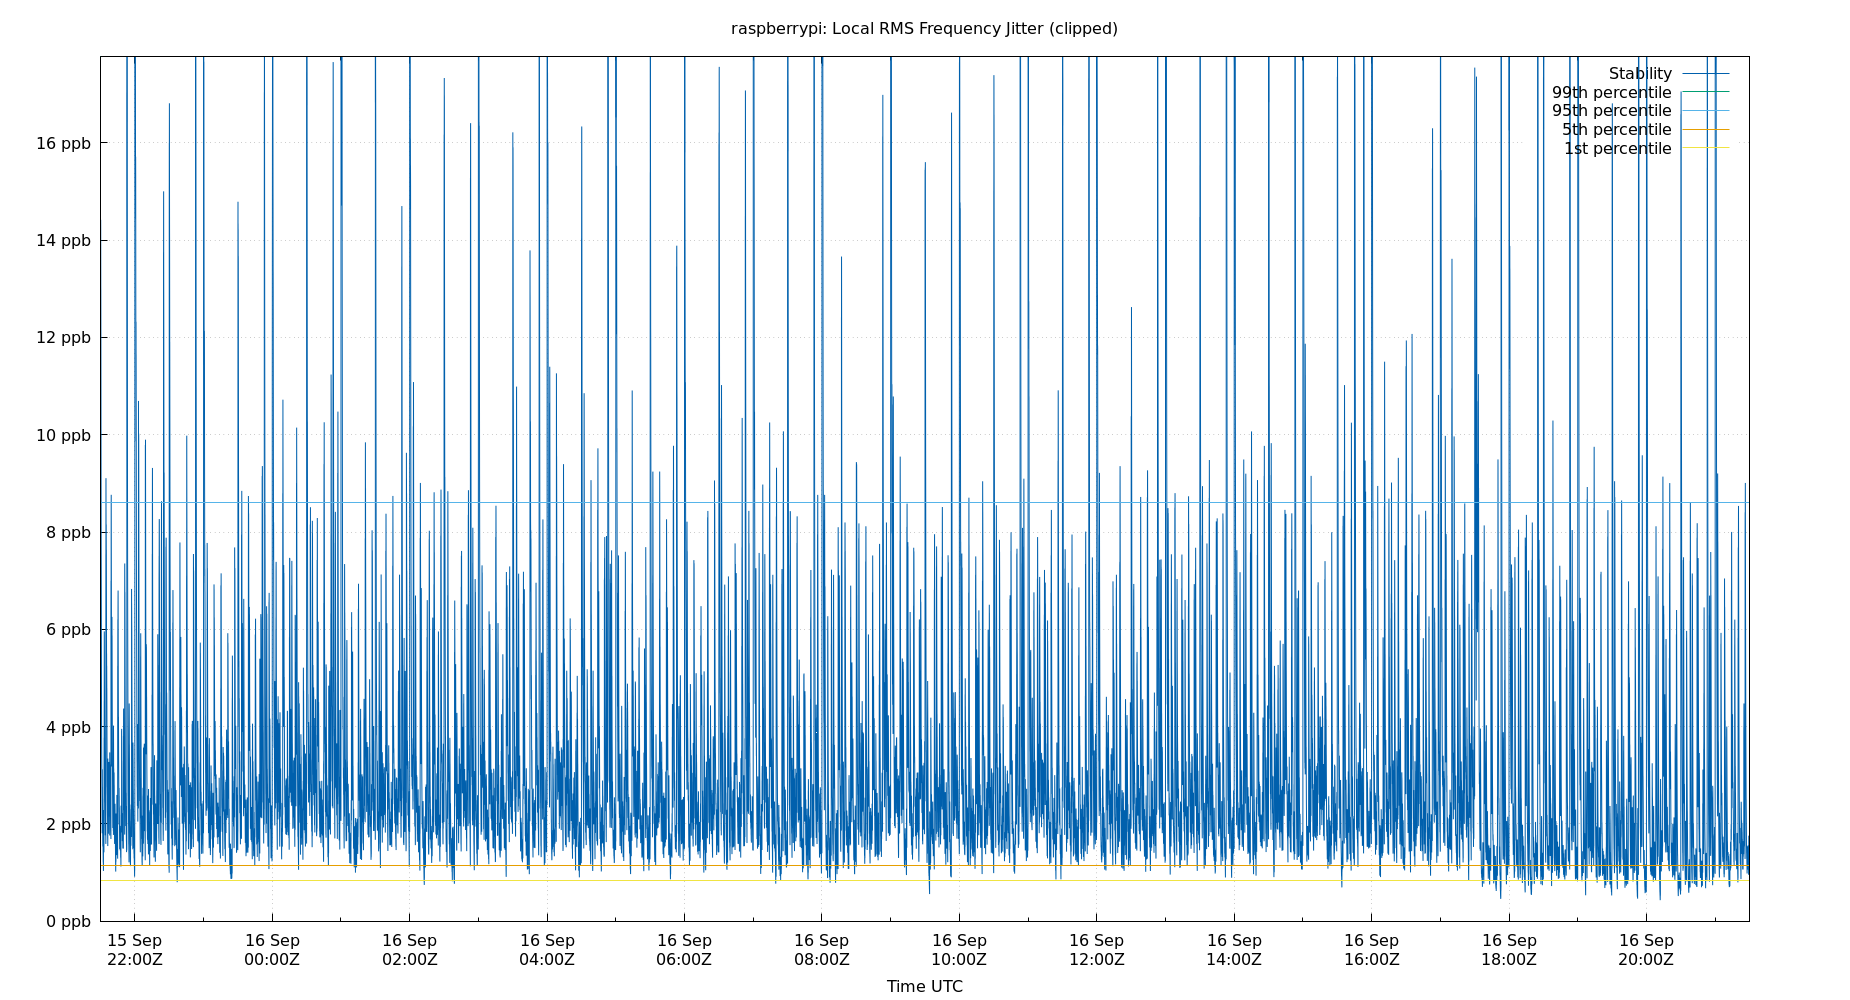 raspberrypi: Local RMS Frequency Jitter (clipped)
Stability
99th percentile
95th percentile
5th percentile
1st percentile
16 ppb
14 ppb
12 ppb
10 ppb
8 ppb
6 ppb
4 ppb
2 ppb
0 ppb
15 Sep 16 Sep 16 Sep 16 Sep 16 Sep 16 Sep 16 Sep 16 Sep 16 Sep 16 Sep 16 Sep 16 Sep
22:00Z 00:00Z 02:00Z 04:00Z 06:00Z 08:00Z 10:00Z 12:00Z 14:00Z 16:00Z 18:00Z 20:00Z
Time UTC